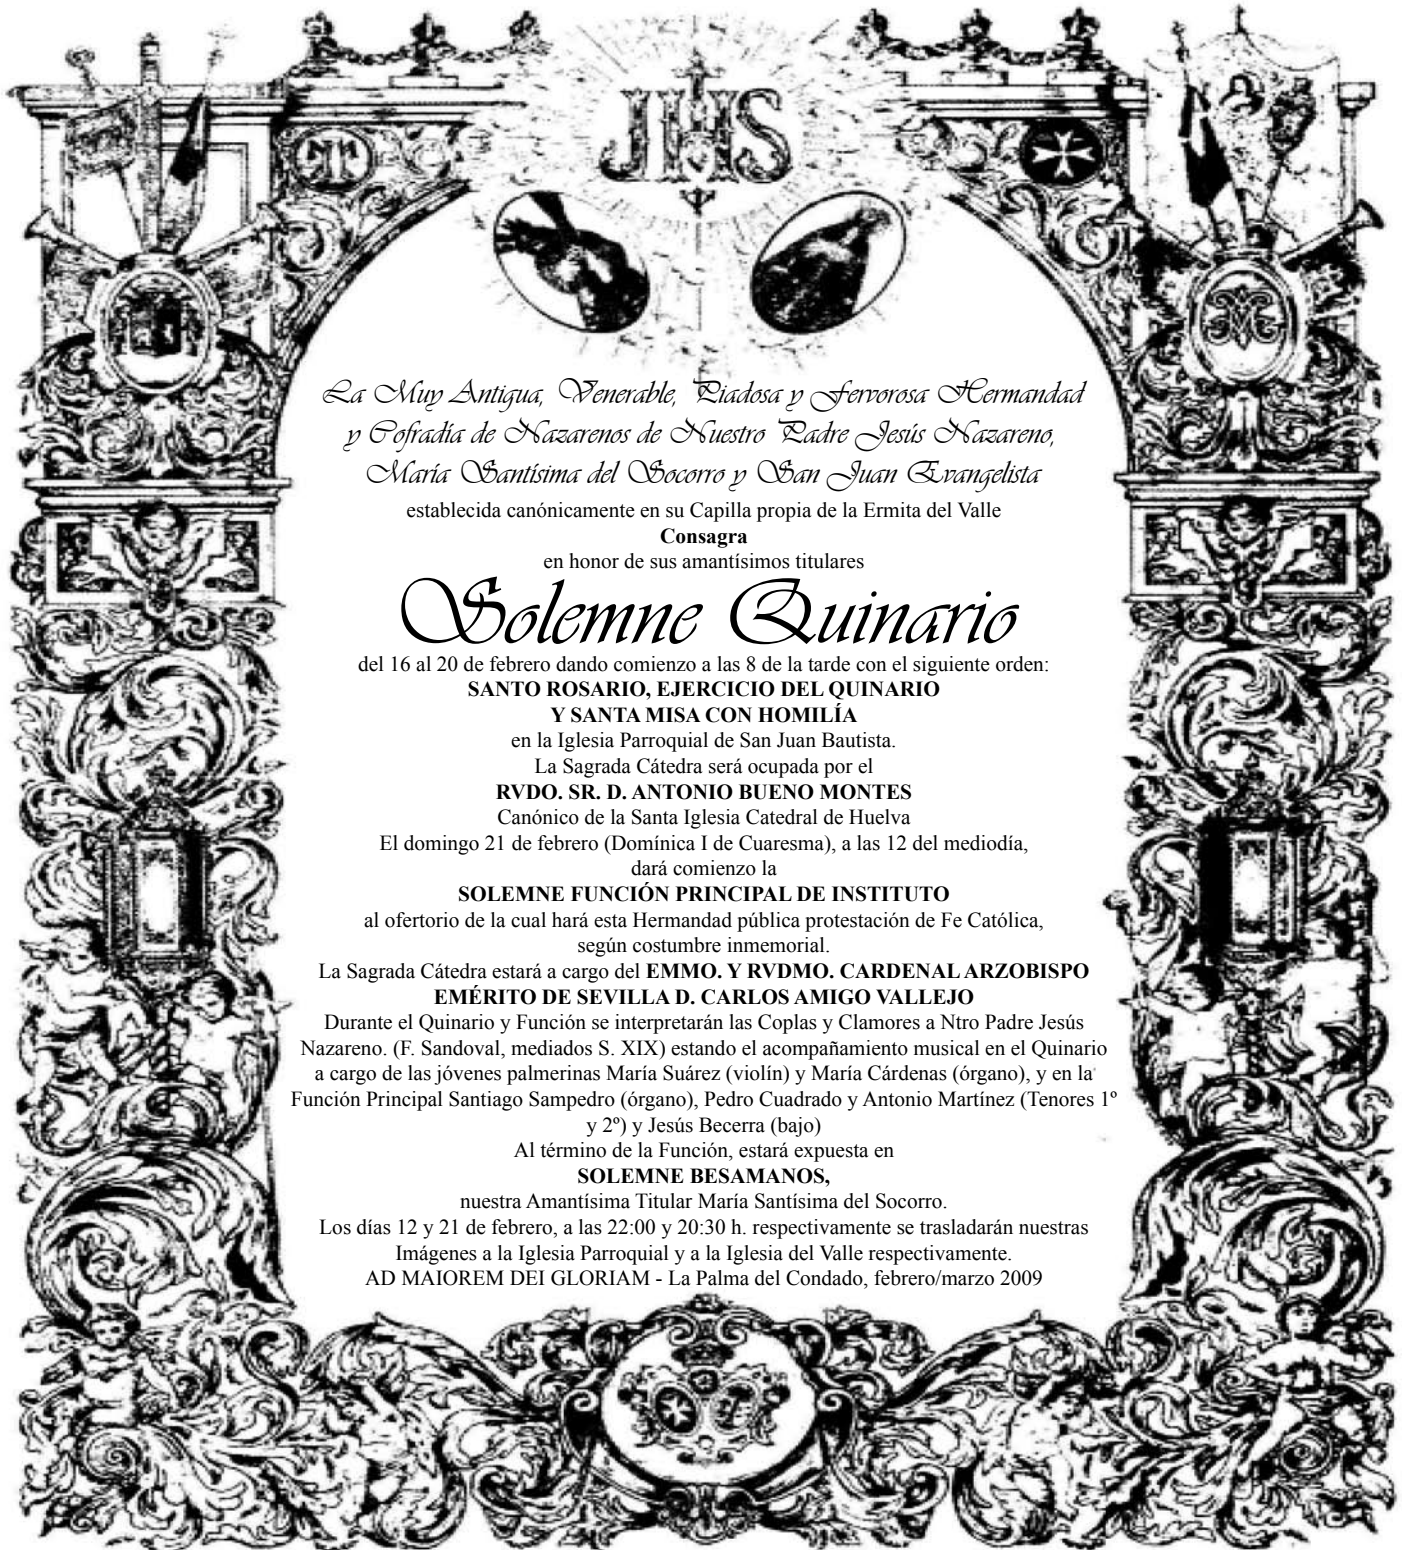 JHS
La Muy Antigua, Venerable, Piadosa y Fervorosa Hermandad
y Cofradía de Nazarenos de Nuestro Padre Jesús Nazareno,
María Santísima del Socorro y San Juan Evangelista
establecida canónicamente en su Capilla propia de la Ermita del Valle
Consagra
en honor de sus amantísimos titulares
Solemne Quinario
del 16 al 20 de febrero dando comienzo a las 8 de la tarde con el siguiente orden:
SANTO ROSARIO, EJERCICIO DEL QUINARIO
Y SANTA MISA CON HOMILÍA
en la Iglesia Parroquial de San Juan Bautista.
La Sagrada Cátedra será ocupada por el
RVDO. SR. D. ANTONIO BUENO MONTES
Canónico de la Santa Iglesia Catedral de Huelva
El domingo 21 de febrero (Domínica I de Cuaresma), a las 12 del mediodía,
dará comienzo la
SOLEMNE FUNCIÓN PRINCIPAL DE INSTITUTO
al ofertorio de la cual hará esta Hermandad pública protestación de Fe Católica,
según costumbre inmemorial.
La Sagrada Cátedra estará a cargo del EMMO. Y RVDMO. CARDENAL ARZOBISPO
EMÉRITO DE SEVILLA D. CARLOS AMIGO VALLEJO
Durante el Quinario y Función se interpretarán las Coplas y Clamores a Ntro Padre Jesús
Nazareno. (F. Sandoval, mediados S. XIX) estando el acompañamiento musical en el Quinario
a cargo de las jóvenes palmerinas María Suárez (violín) y María Cárdenas (órgano), y en la
Función Principal Santiago Sampedro (órgano), Pedro Cuadrado y Antonio Martínez (Tenores 1º
y 2º) y Jesús Becerra (bajo)
Al término de la Función, estará expuesta en
SOLEMNE BESAMANOS,
nuestra Amantísima Titular María Santísima del Socorro.
Los días 12 y 21 de febrero, a las 22:00 y 20:30 h. respectivamente se trasladarán nuestras
Imágenes a la Iglesia Parroquial y a la Iglesia del Valle respectivamente.
AD MAIOREM DEI GLORIAM - La Palma del Condado, febrero/marzo 2009